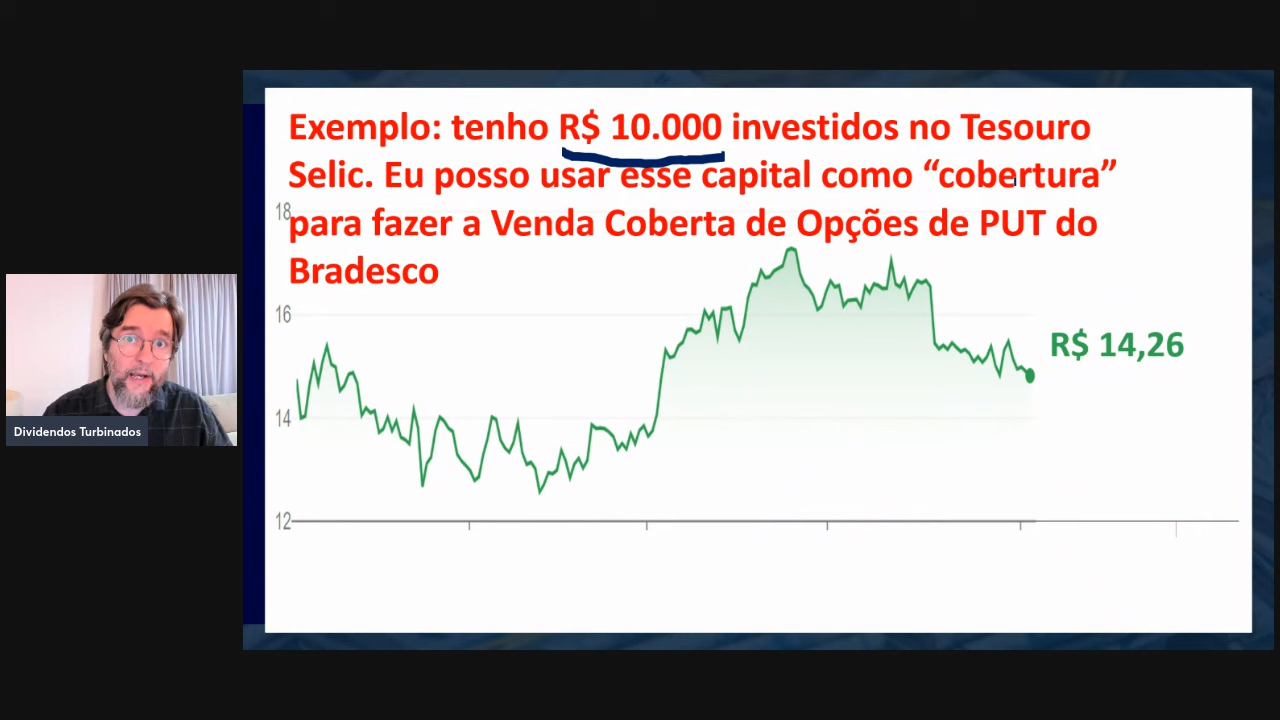 Exemplo: tenho R$ 10.000 investidos no Tesouro
Selic. Eu posso usar esse capital como “cobertura”
para fazer a Venda Coberta de Opções de PUT do
Bradesco
18
16
14
12
R$ 14,26
Dividendos Turbinados